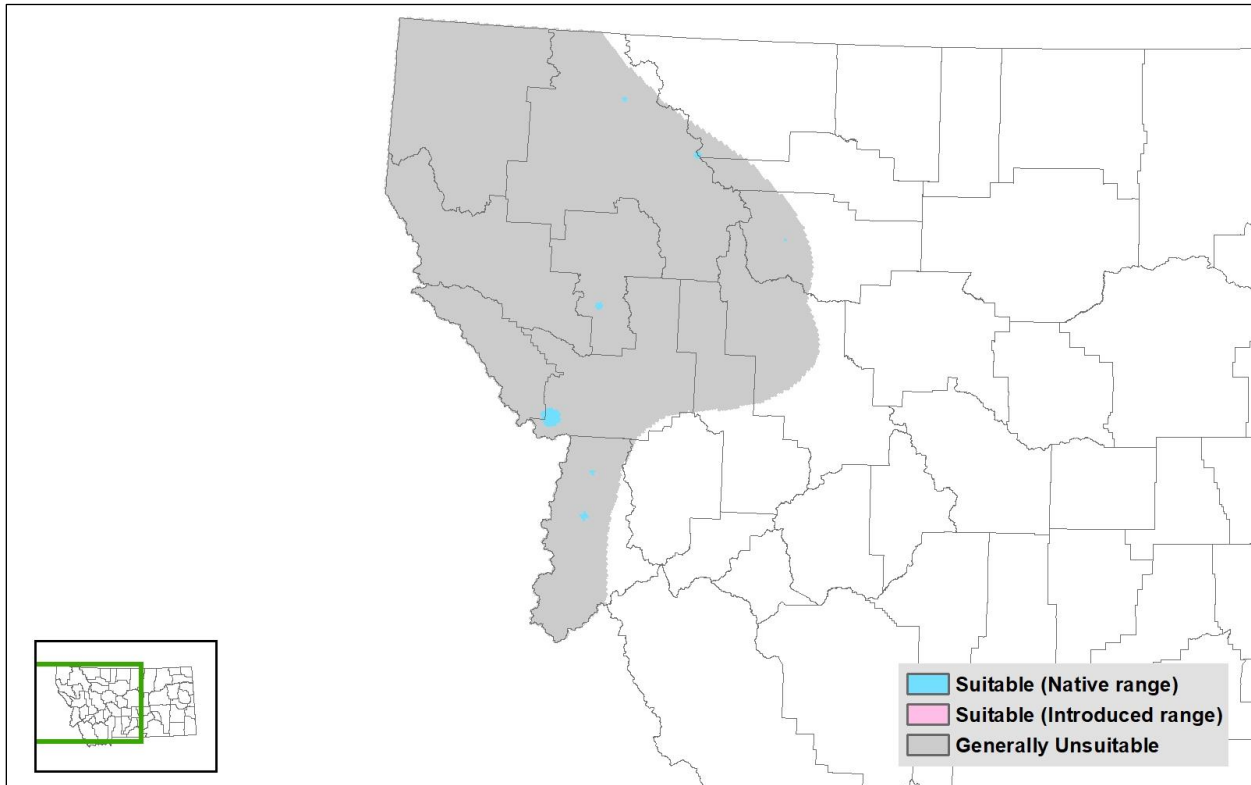 Suitable (Native range)
Suitable (Introduced range)
Generally Unsuitable